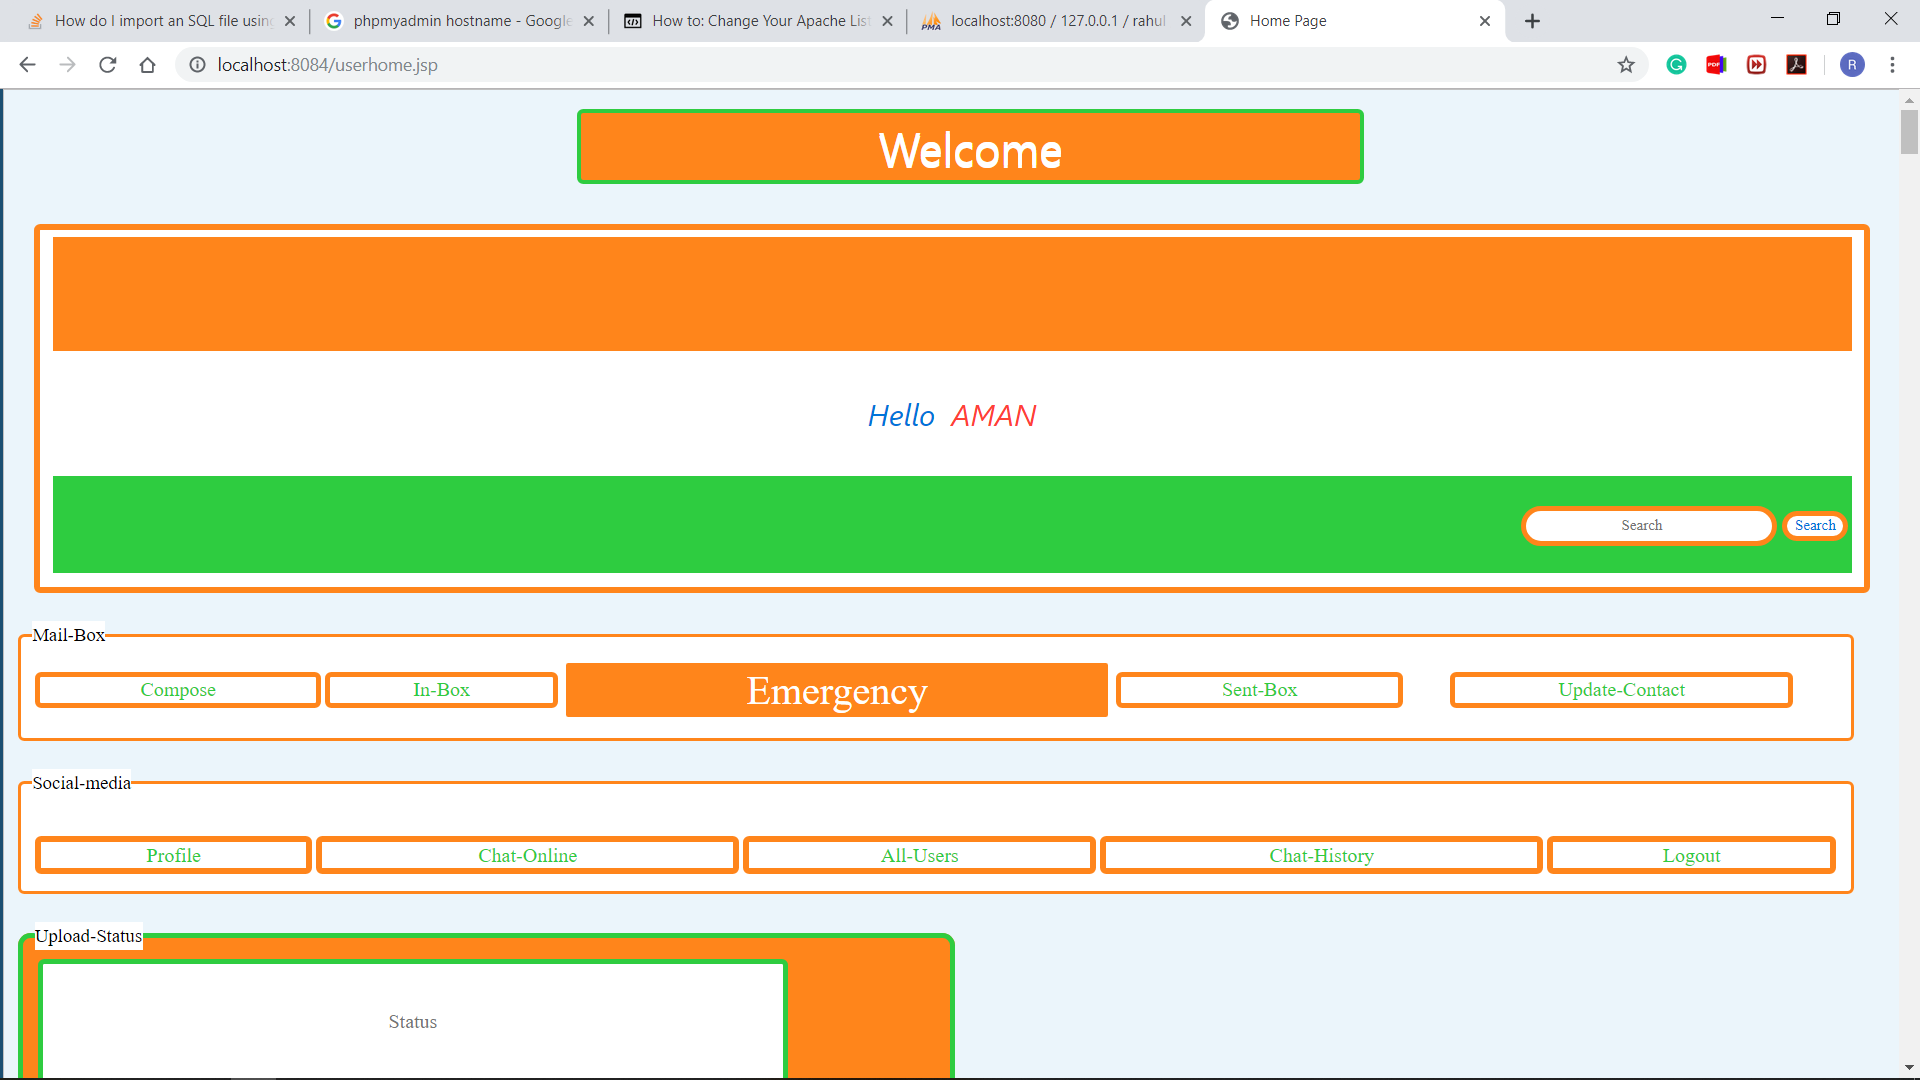 How do I import an SQL file using
phpmyadmin hostname - Google
How to: Change Your Apache List
localhost:8080 / 127.0.0.1 / rahul
Home Page
localhost:8084/userhome.jsp
R
Welcome
Hello AMAN
Search
Search
Mail-Box
Compose
In-Box
Emergency
Sent-Box
Update-Contact
Social-media
Profile
Chat-Online
All-Users
Chat-History
Logout
Upload-Status
Status